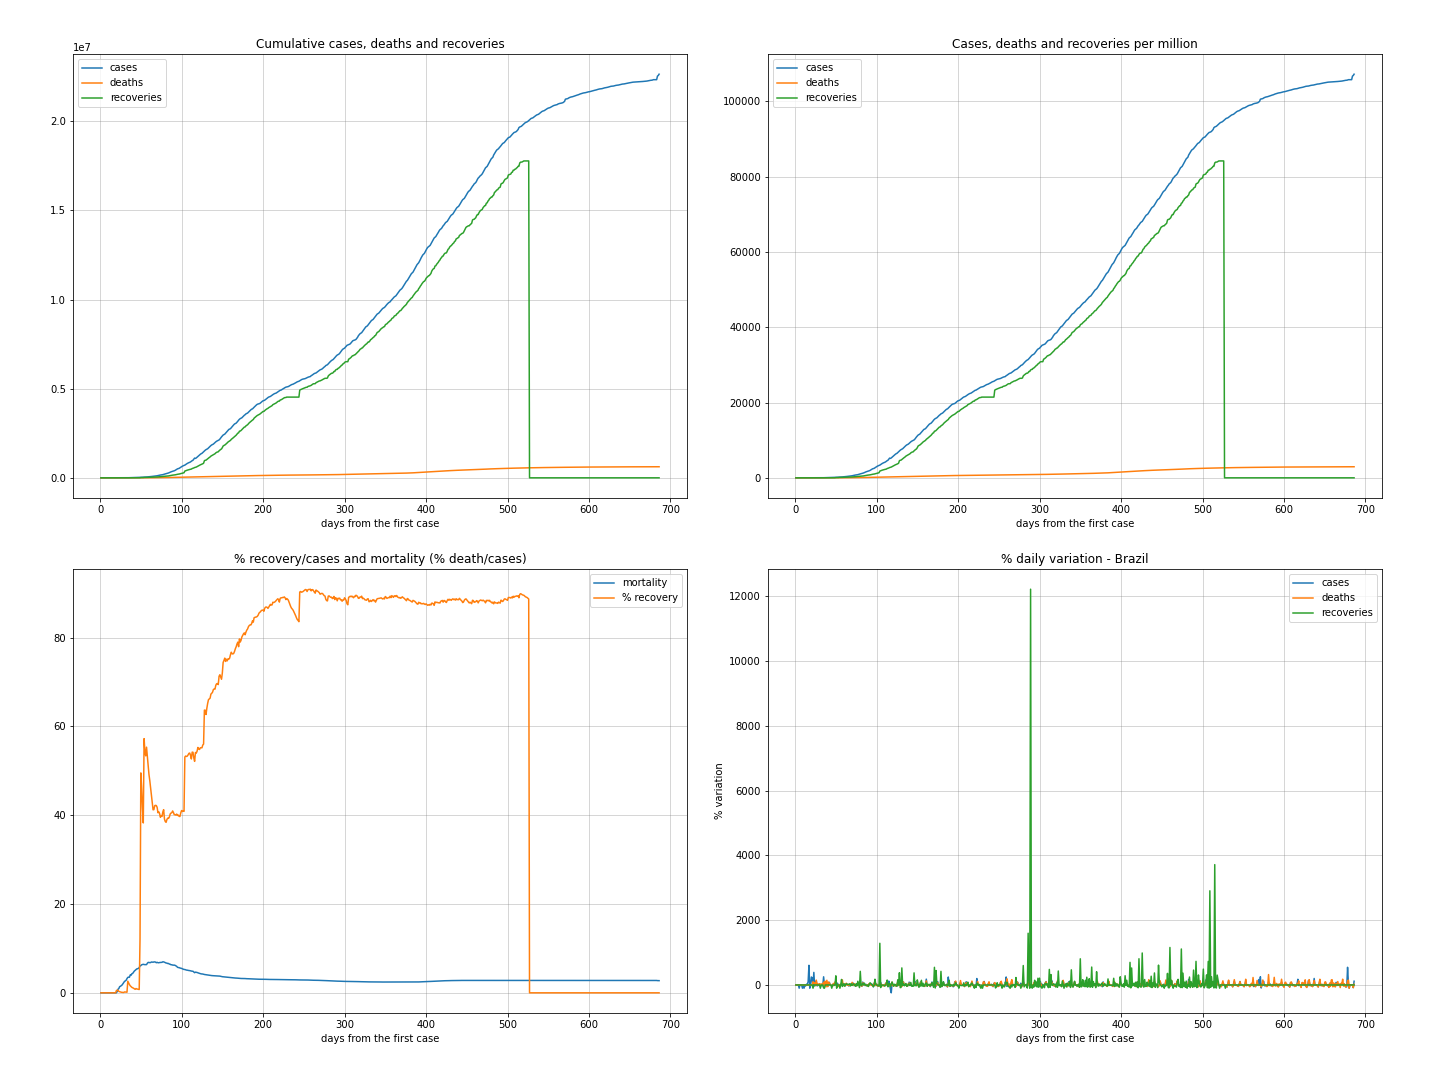 Cumulative cases, deaths and recoveries
1e7
cases
deaths
recoveries
2.0
1.5
1.0
0.5
0.0
0 100 200 300 400 500 600 700
days from the first case
Cases, deaths and recoveries per million
cases
deaths
recoveries
100000
80000
60000
40000
20000
0
0 100 200 300 400 500 600 700
days from the first case
% recovery/cases and mortality (% death/cases)
mortality
% recovery
80
60
40
20
0
0 100 200 300 400 500 600 700
days from the first case
% daily variation - Brazil
cases
deaths
recoveries
% variation
12000
10000
8000
6000
4000
2000
0
0 100 200 300 400 500 600 700
days from the first case